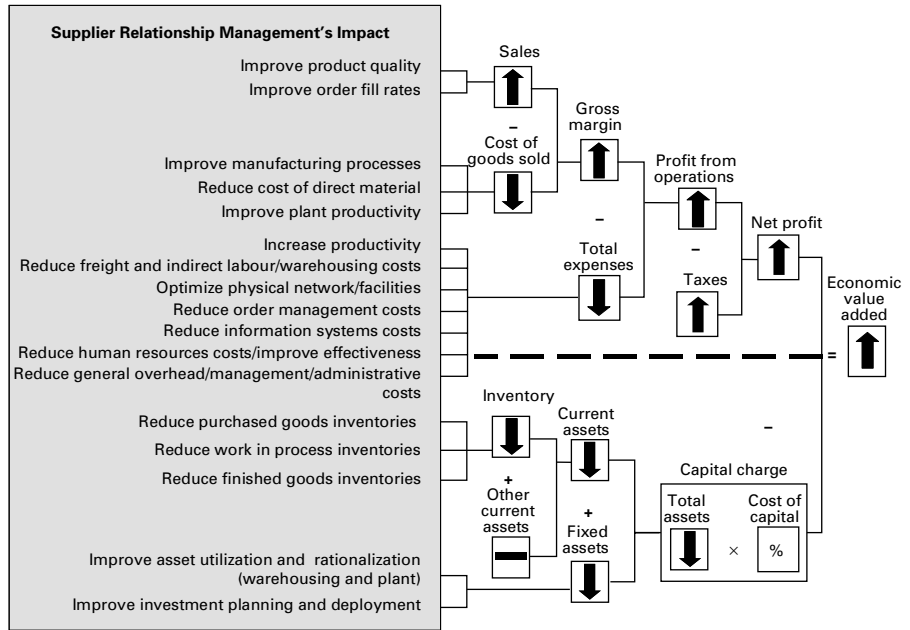 Supplier Relationship Management’s Impact
Improve product quality
Improve order fill rates
Improve manufacturing processes
Reduce cost of direct material
Improve plant productivity
Increase productivity
Reduce freight and indirect labour/warehousing costs
Optimize physical network/facilities
Reduce order management costs
Reduce information systems costs
Reduce human resources costs/improve effectiveness
Reduce general overhead/management/administrative
costs
Reduce purchased goods inventories
Reduce work in process inventories
Reduce finished goods inventories
Improve asset utilization and rationalization
(warehousing and plant)
Improve investment planning and deployment
Sales
–
Cost of
goods sold
Gross
margin
–
Total
expenses
Profit from
operations
–
Taxes
Net profit
Economic
value
added
=
–
Inventory
+
Other
current
assets
Current
assets
+
Fixed
assets
Capital charge
Total
assets
×
Cost of
capital
%